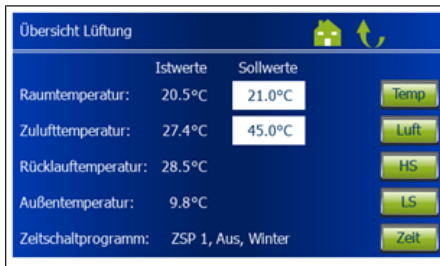 Übersicht Lüftung
Istwerte Sollwerte
Raumtemperatur: 20.5°C 21.0°C Temp
Zulufttemperatur: 27.4°C 45.0°C Luft
Rücklauftemperatur: 28.5°C HS
Außentemperatur: 9.8°C LS
Zeitschaltprogramm: ZSP 1, Aus, Winter Zeit